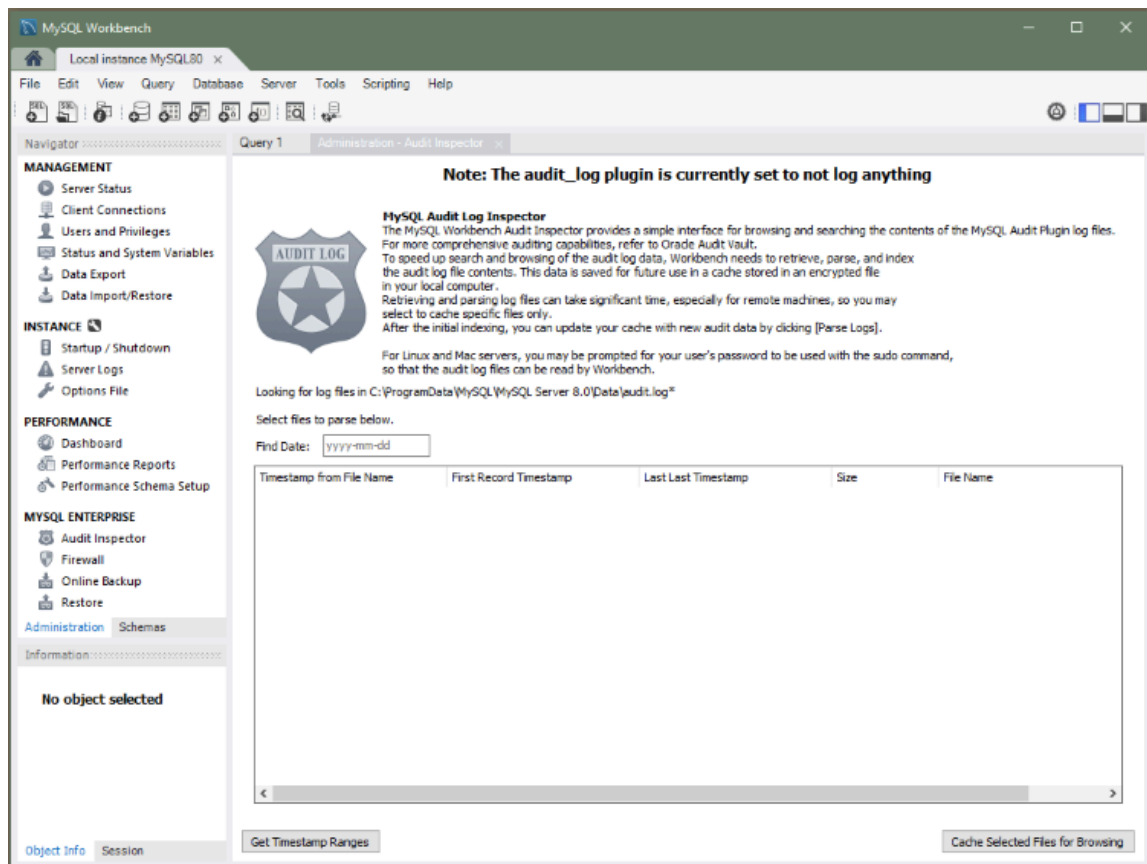 MySQL Workbench
Local instance MySQL80
File Edit View Query Database Server Tools Scripting Help
Navigator
MANAGEMENT
Server Status
Client Connections
Users and Privileges
Status and System Variables
Data Export
Data Import/Restore
INSTANCE
Startup / Shutdown
Server Logs
Options File
PERFORMANCE
Dashboard
Performance Reports
Performance Schema Setup
MYSQL ENTERPRISE
Audit Inspector
Firewall
Online Backup
Restore
Administration Schemas
Information
No object selected
Object Info Session
Query 1 Administration - Audit Inspector
Note: The audit_log plugin is currently set to not log anything
AUDIT LOG
MySQL Audit Log Inspector
The MySQL Workbench Audit Inspector provides a simple interface for browsing and searching the contents of the MySQL Audit Plugin log files.
For more comprehensive auditing capabilities, refer to Oracle Audit Vault.
To speed up search and browsing of the audit log data, Workbench needs to retrieve, parse, and index
the audit log file contents. This data is saved for future use in a cache stored in an encrypted file
in your local computer.
Retrieving and parsing log files can take significant time, especially for remote machines, so you may
select to cache specific files only.
After the initial indexing, you can update your cache with new audit data by clicking [Parse Logs].
For Linux and Mac servers, you may be prompted for your user's password to be used with the sudo command,
so that the audit log files can be read by Workbench.
Looking for log files in C:\ProgramData\MySQL\MySQL Server 8.0\Data\audit.log*
Select files to parse below.
Find Date: yyyy-mm-dd
Timestamp from File Name First Record Timestamp Last Last Timestamp Size File Name
Get Timestamp Ranges Cache Selected Files for Browsing